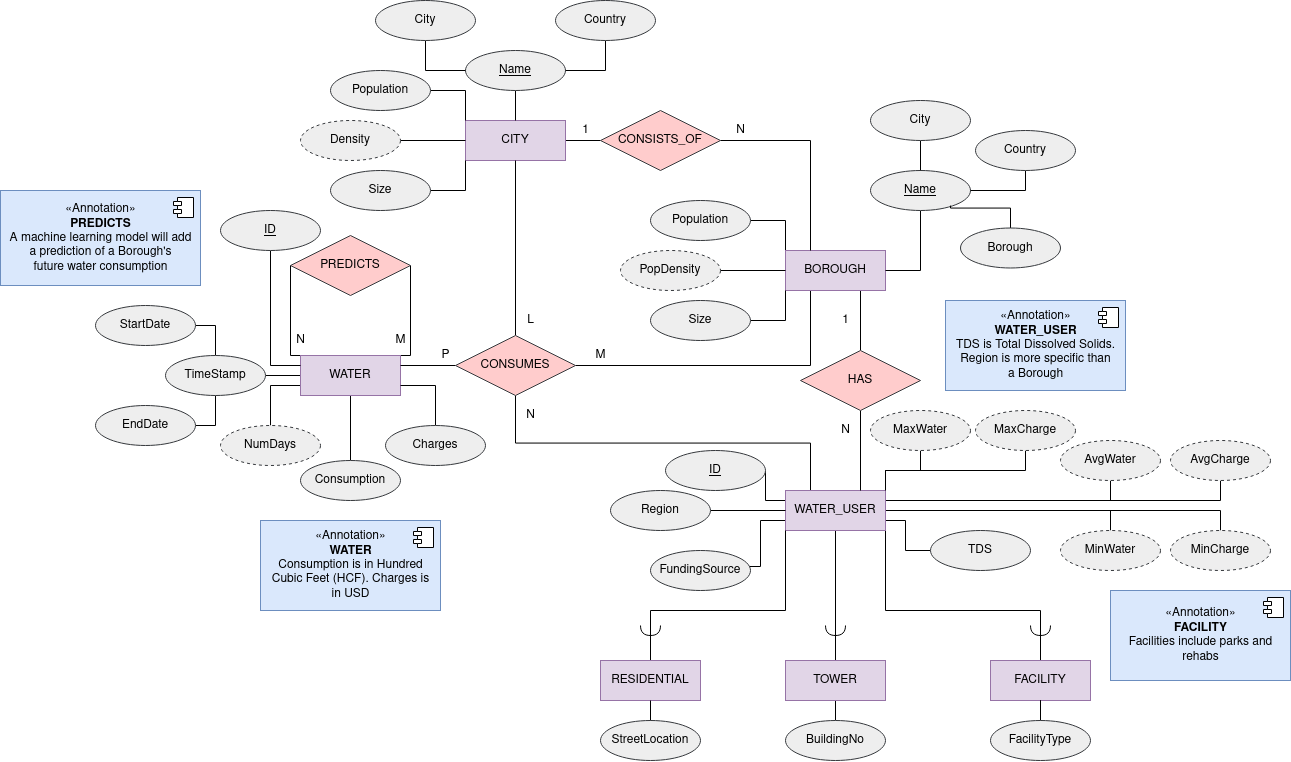 City
Country
Name
Population
Density
CITY
1
CONSISTS_OF
N
Size
City
Country
Name
Borough
Population
PopDensity
BOROUGH
Size
«Annotation»
PREDICTS
A machine learning model will add
a prediction of a Borough's
future water consumption
ID
PREDICTS
N
M
StartDate
TimeStamp
EndDate
WATER
NumDays
Charges
Consumption
P
L
CONSUMES
M
N
1
HAS
N
«Annotation»
WATER_USER
TDS is Total Dissolved Solids.
Region is more specific than
a Borough
«Annotation»
WATER
Consumption is in Hundred
Cubic Feet (HCF). Charges is
in USD
MaxWater
MaxCharge
AvgWater
AvgCharge
ID
Region
WATER_USER
FundingSource
TDS
MinWater
MinCharge
«Annotation»
FACILITY
Facilities include parks and
rehabs
RESIDENTIAL
TOWER
FACILITY
StreetLocation
BuildingNo
FacilityType